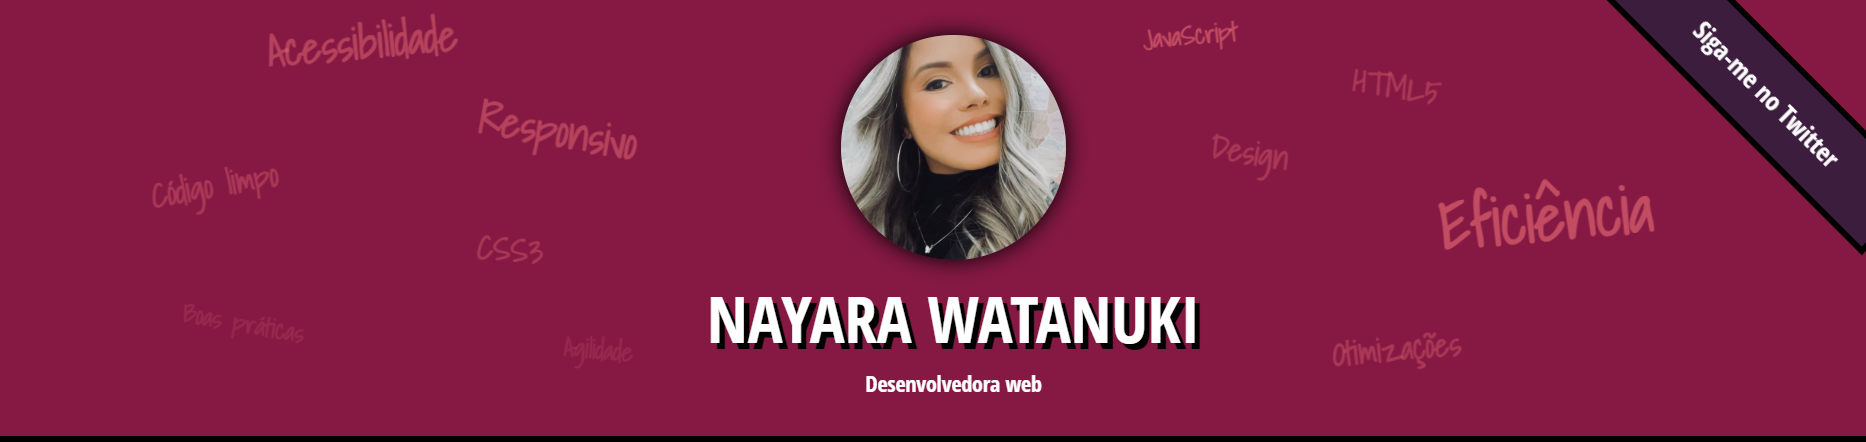 Acessibilidade
JavaScript
Siga-me no Twitter
HTML5
Responsivo
Design
Código limpo
Eficiência
CSS3
NAYARA WATANUKI
Boas práticas
Agilidade
Otimizações
Desenvolvedora web